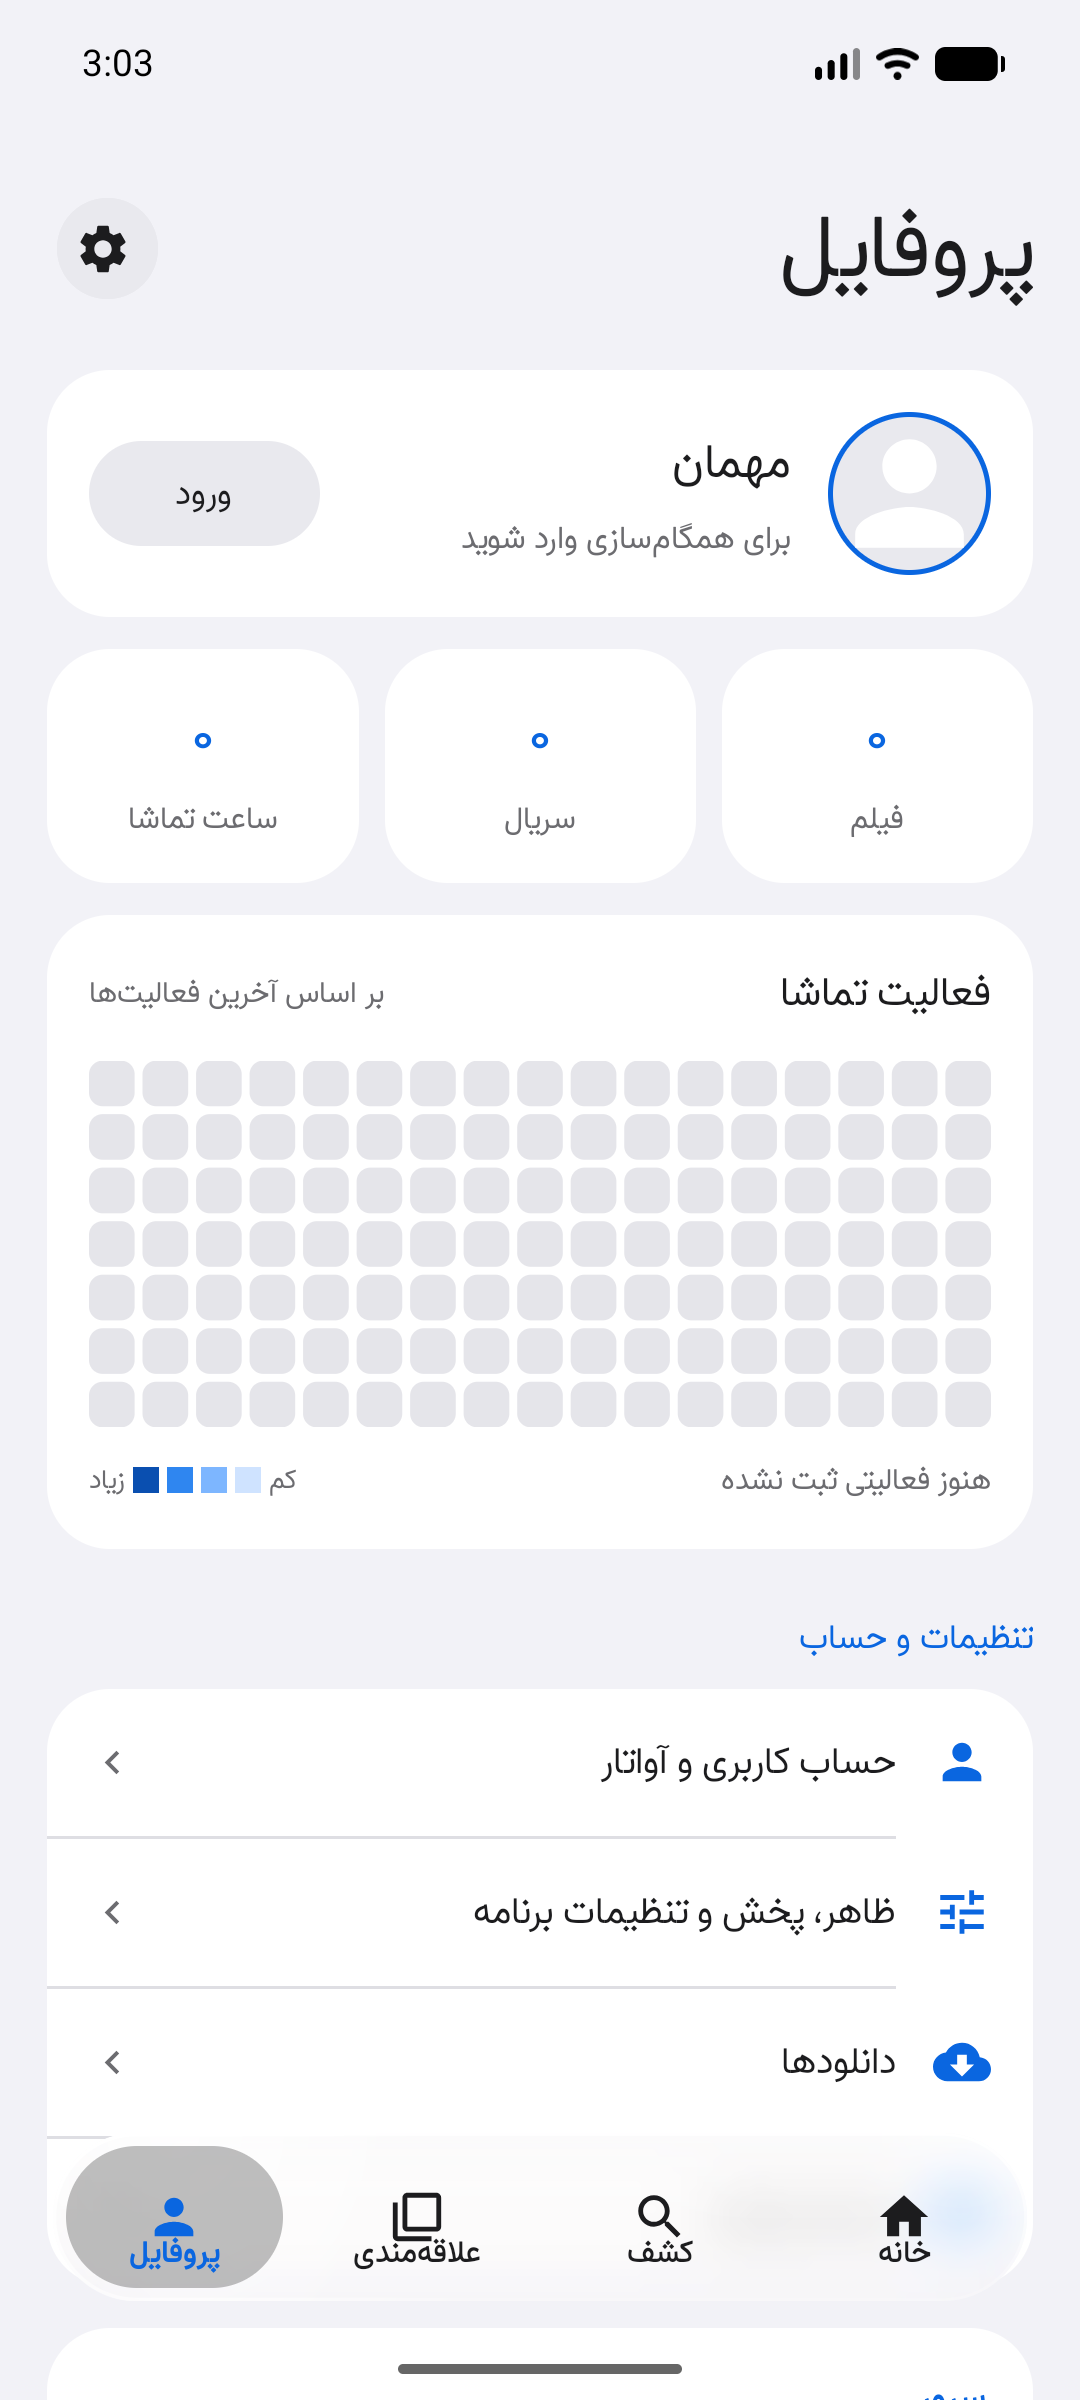 3:03
پروفایل
مهمان
برای همگام‌سازی وارد شوید
ورود
۰
فیلم
۰
سریال
۰
ساعت تماشا
فعالیت تماشا
بر اساس آخرین فعالیت‌ها
هنوز فعالیتی ثبت نشده
کم
زیاد
تنظیمات و حساب
حساب کاربری و آواتار
ظاهر، پخش و تنظیمات برنامه
دانلودها
خانه
کشف
علاقه‌مندی
پروفایل